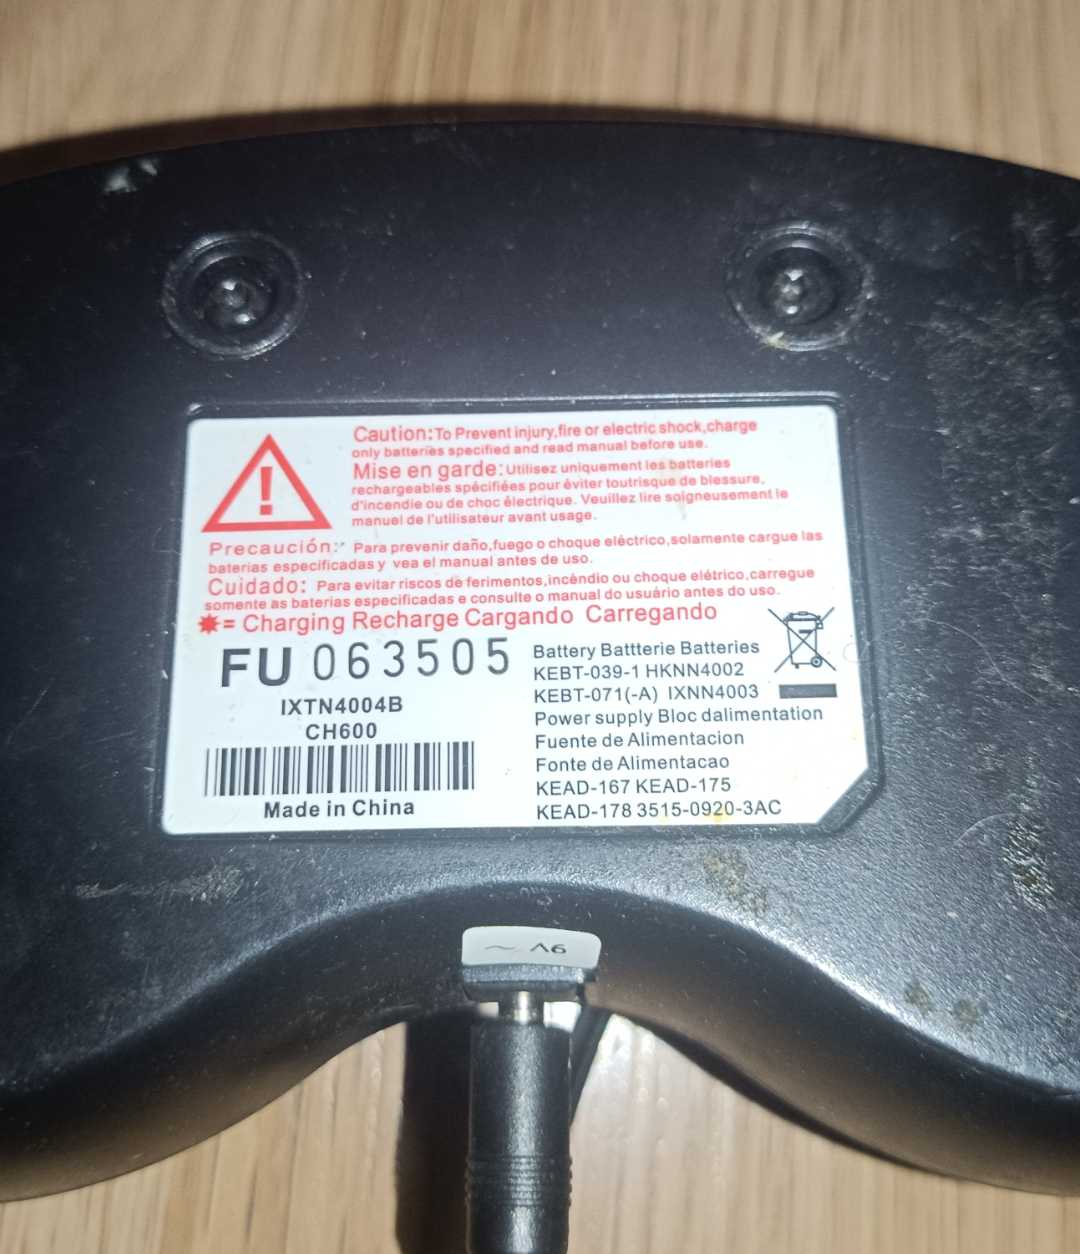 Caution:To Prevent injury,fire or electric shock,charge
only batteries specified and read manual before use.
Mise en garde:Utilisez uniquement les batteries
rechargeables spécifiées pour éviter toutrisque de blessure,
d'incendie ou de choc électrique. Veuillez lire soigneusement le
manuel de l'utilisateur avant usage.
Precaución: Para prevenir daño,fuego o choque eléctrico,solamente cargue las
baterias especificadas y vea el manual antes de uso.
Cuidado: Para evitar riscos de ferimentos,incêndio ou choque elétrico,carregue
somente as baterias especificadas e consulte o manual do usuário antes do uso.
= Charging Recharge Cargando Carregando
FU 063505
IXTN4004B
CH600
Made in China
Battery Battterie Batteries
KEBT-039-1 HKNN4002
KEBT-071(-A) IXNN4003
Power supply Bloc dalimentation
Fuente de Alimentacion
Fonte de Alimentacao
KEAD-167 KEAD-175
KEAD-178 3515-0920-3AC
~ 9V